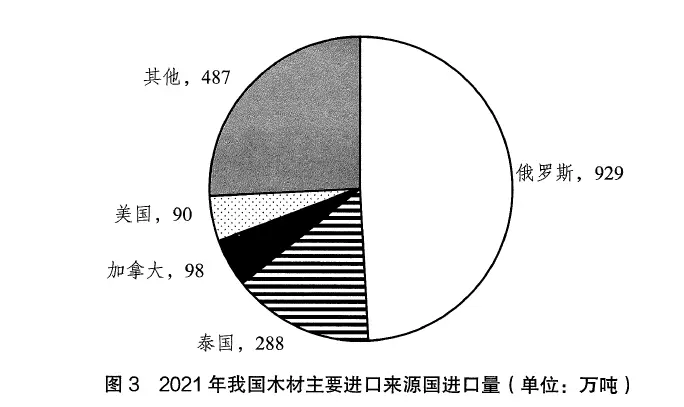 其他，487
俄罗斯，929
美国，90
加拿大，98
泰国，288
图 3 2021 年我国木材主要进口来源国进口量（单位：万吨）